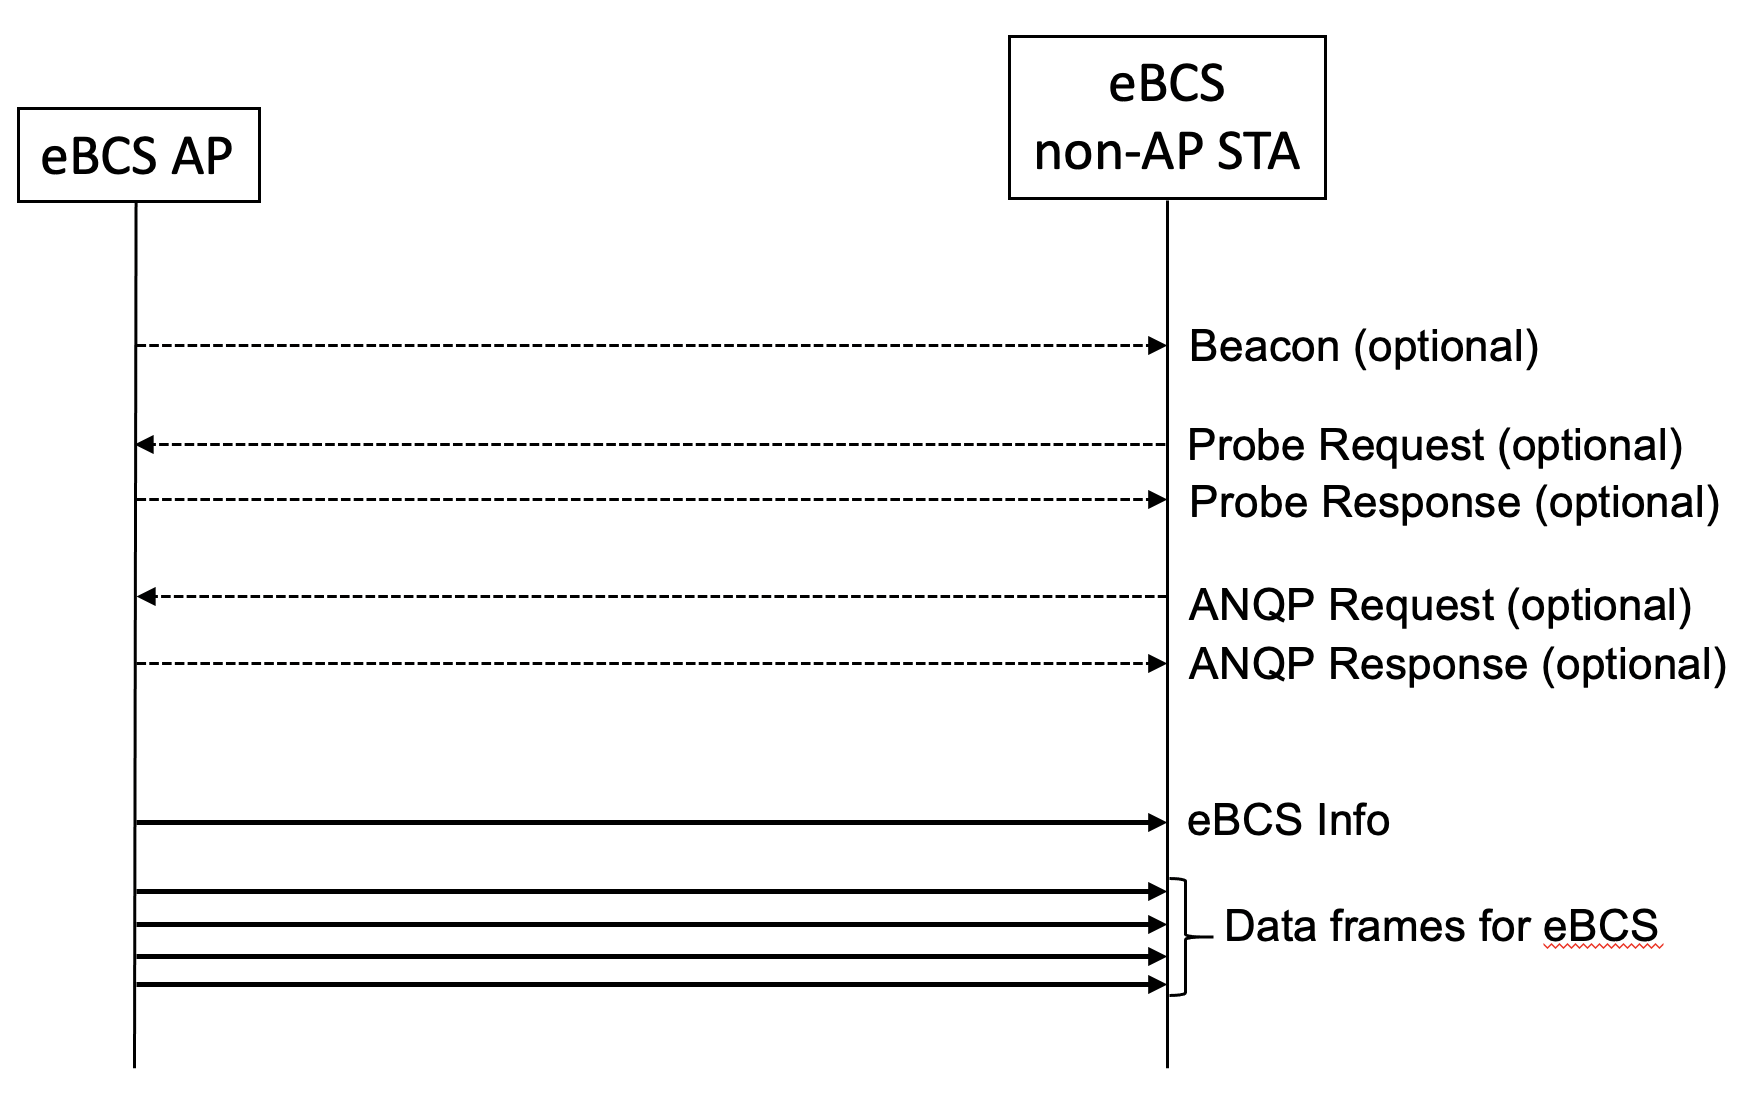 eBCS AP
eBCS
non-AP STA
Beacon (optional)
Probe Request (optional)
Probe Response (optional)
ANQP Request (optional)
ANQP Response (optional)
eBCS Info
Data frames for eBCS